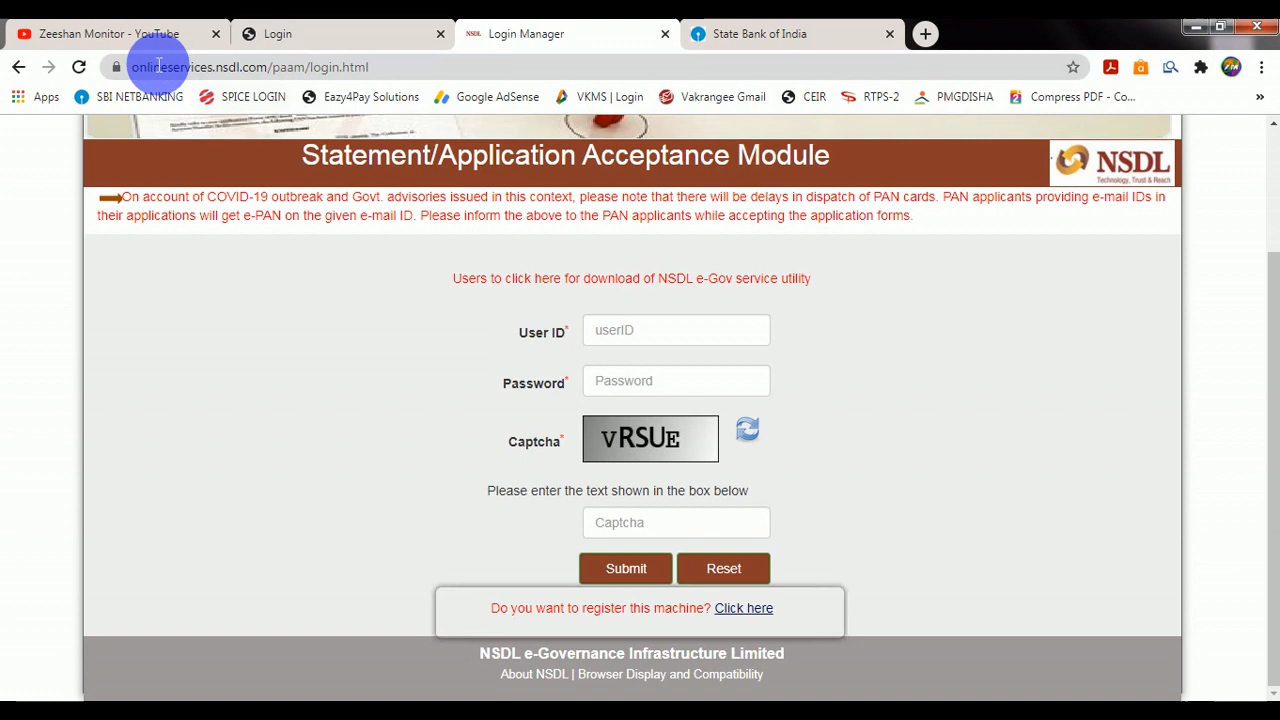 Zeeshan Monitor - YouTube
Login
Login Manager
State Bank of India
onlineservices.nsdl.com/paam/login.html
Apps
SBI NETBANKING
SPICE LOGIN
Eazy4Pay Solutions
Google AdSense
VKMS | Login
Vakrangee Gmail
CEIR
RTPS-2
PMGDISHA
Compress PDF - Co...
Statement/Application Acceptance Module
NSDL
Technology, Trust & Reach
On account of COVID-19 outbreak and Govt. advisories issued in this context, please note that there will be delays in dispatch of PAN cards. PAN applicants providing e-mail IDs in
their applications will get e-PAN on the given e-mail ID. Please inform the above to the PAN applicants while accepting the application forms.
Users to click here for download of NSDL e-Gov service utility
User ID*
userID
Password*
Password
Captcha*
vRSUE
Please enter the text shown in the box below
Captcha
Submit
Reset
Do you want to register this machine? Click here
NSDL e-Governance Infrastructure Limited
About NSDL | Browser Display and Compatibility